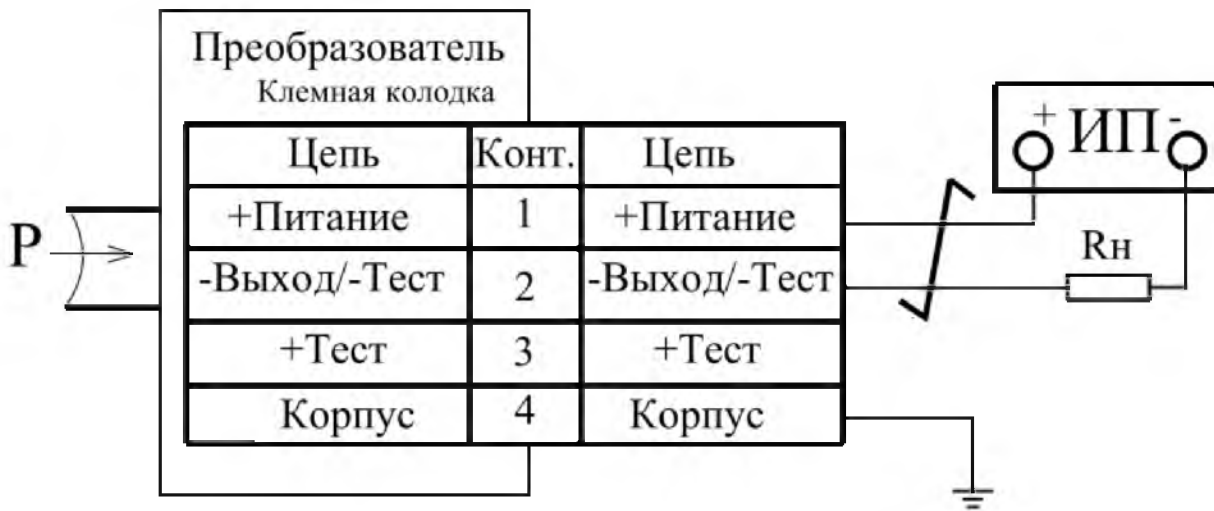 Преобразователь
Клемная колодка
Цепь Конт. Цепь
+Питание 1 +Питание
-Выход/-Тест 2 -Выход/-Тест
+Тест 3 +Тест
Корпус 4 Корпус
P
+ ИП -
Rн